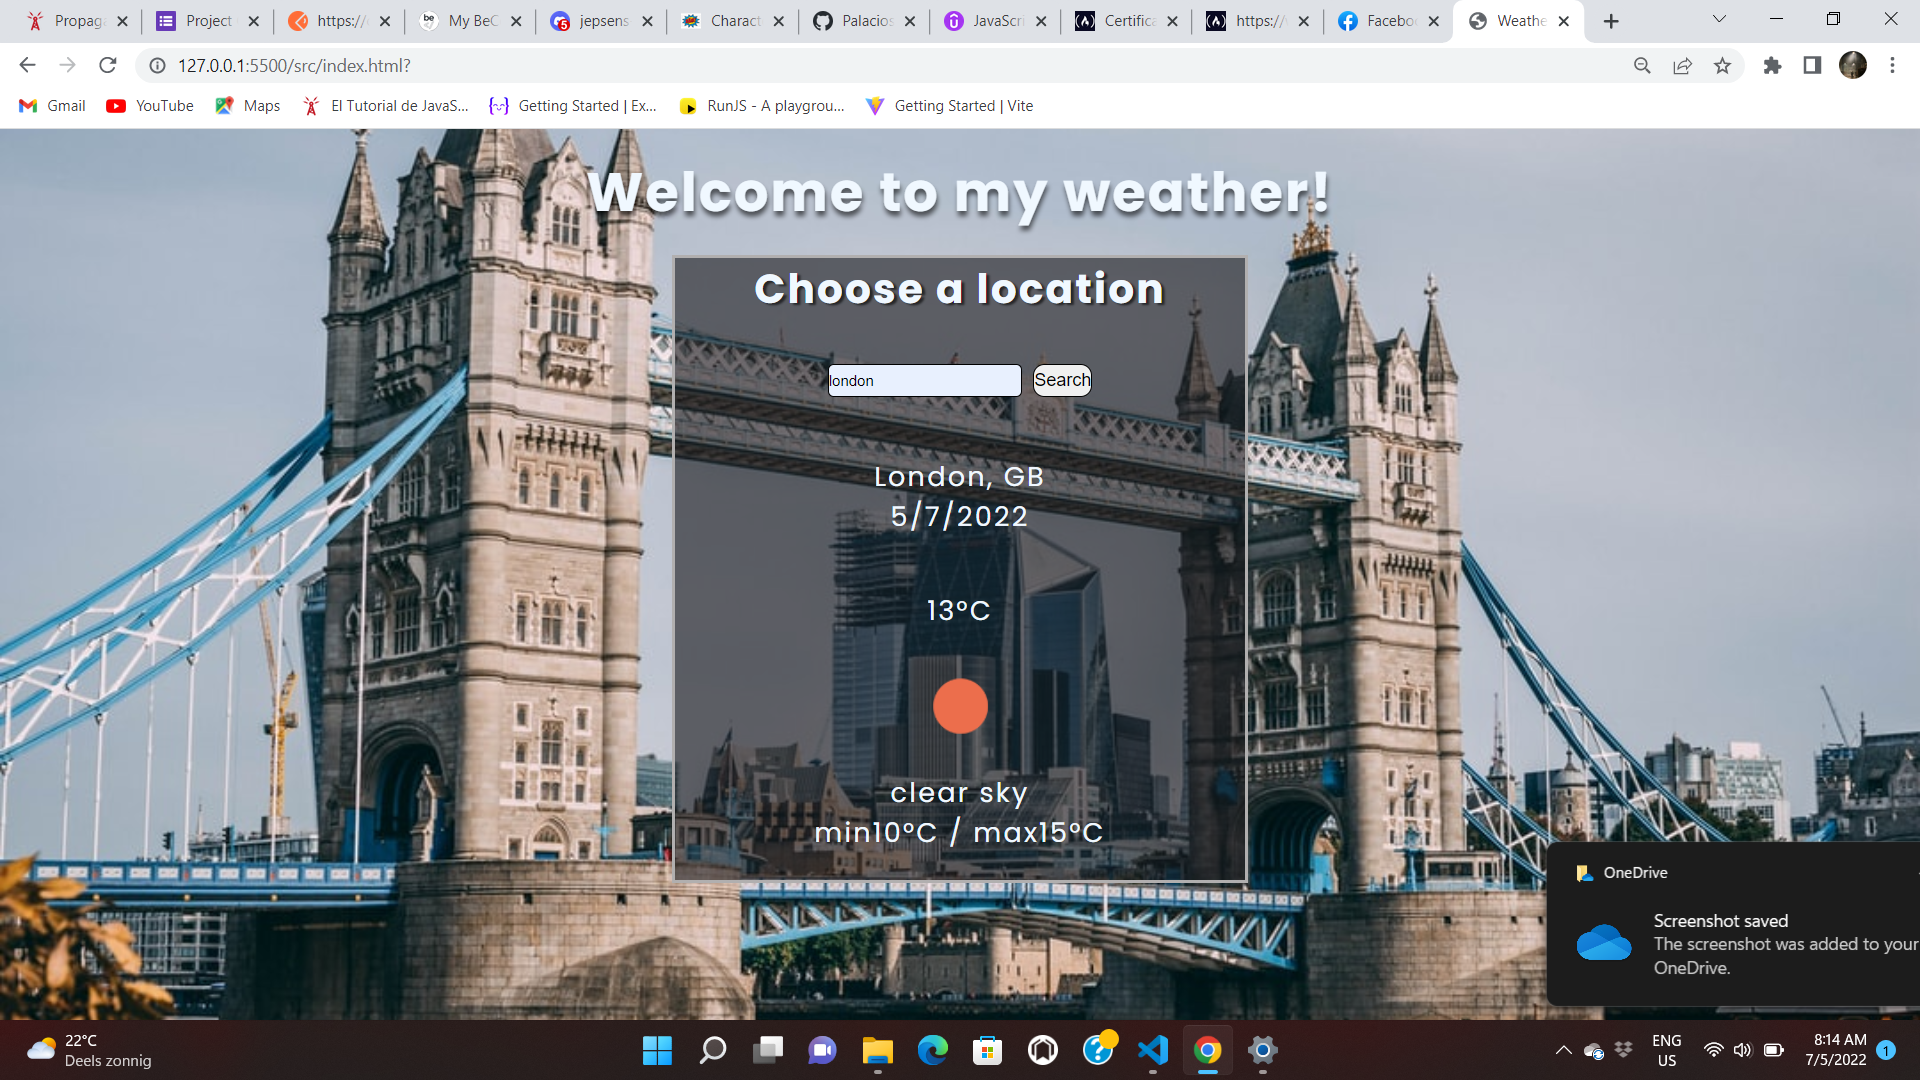 Propag
Project
https://
My BeC
5
jepsens
Charact
Palacios
JavaScri
Certifica
https://
Facebo
Weathe
127.0.0.1:5500/src/index.html?
Gmail
YouTube
Maps
El Tutorial de JavaS...
Getting Started | Ex...
RunJS - A playgrou...
Getting Started | Vite
Welcome to my weather!
Choose a location
london
Search
London, GB
5/7/2022
13°C
clear sky
min10°C / max15°C
OneDrive
Screenshot saved
The screenshot was added to your
OneDrive.
22°C
Deels zonnig
ENG
US
8:14 AM
7/5/2022
1